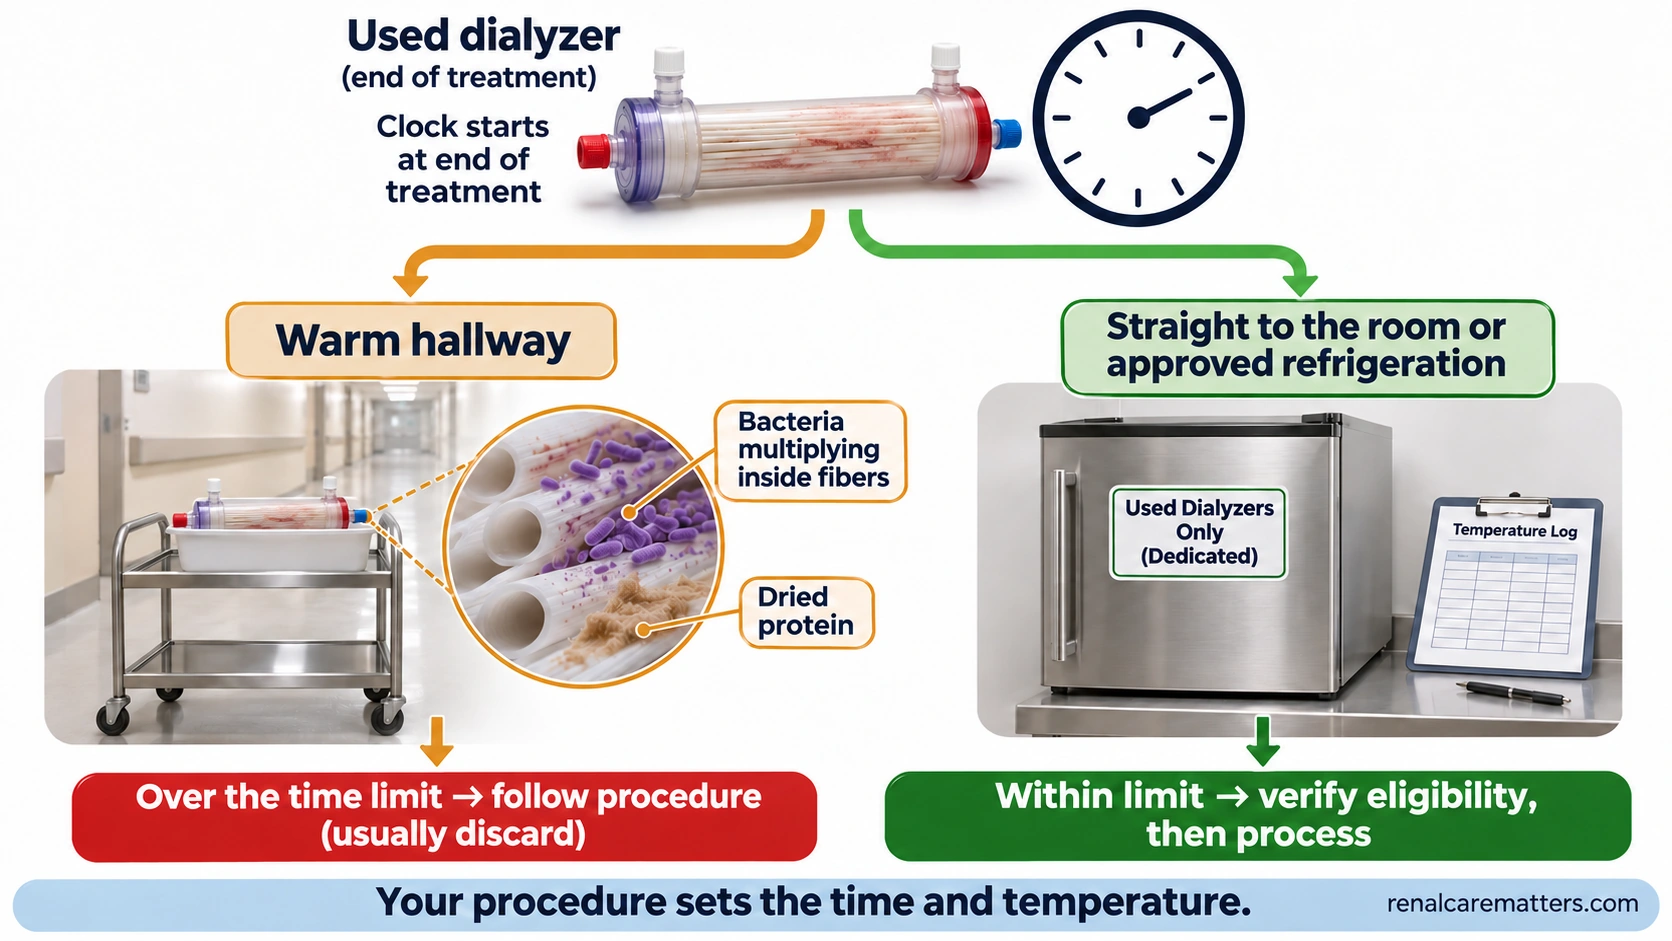 Used dialyzer
(end of treatment)
Clock starts
at end of
treatment
Warm hallway
Straight to the room or
approved refrigeration
Bacteria
multiplying
inside fibers
Dried
protein
Used Dialyzers
Only
(Dedicated)
Temperature Log
Over the time limit → follow procedure
(usually discard)
Within limit → verify eligibility,
then process
Your procedure sets the time and temperature.
renalcarematters.com